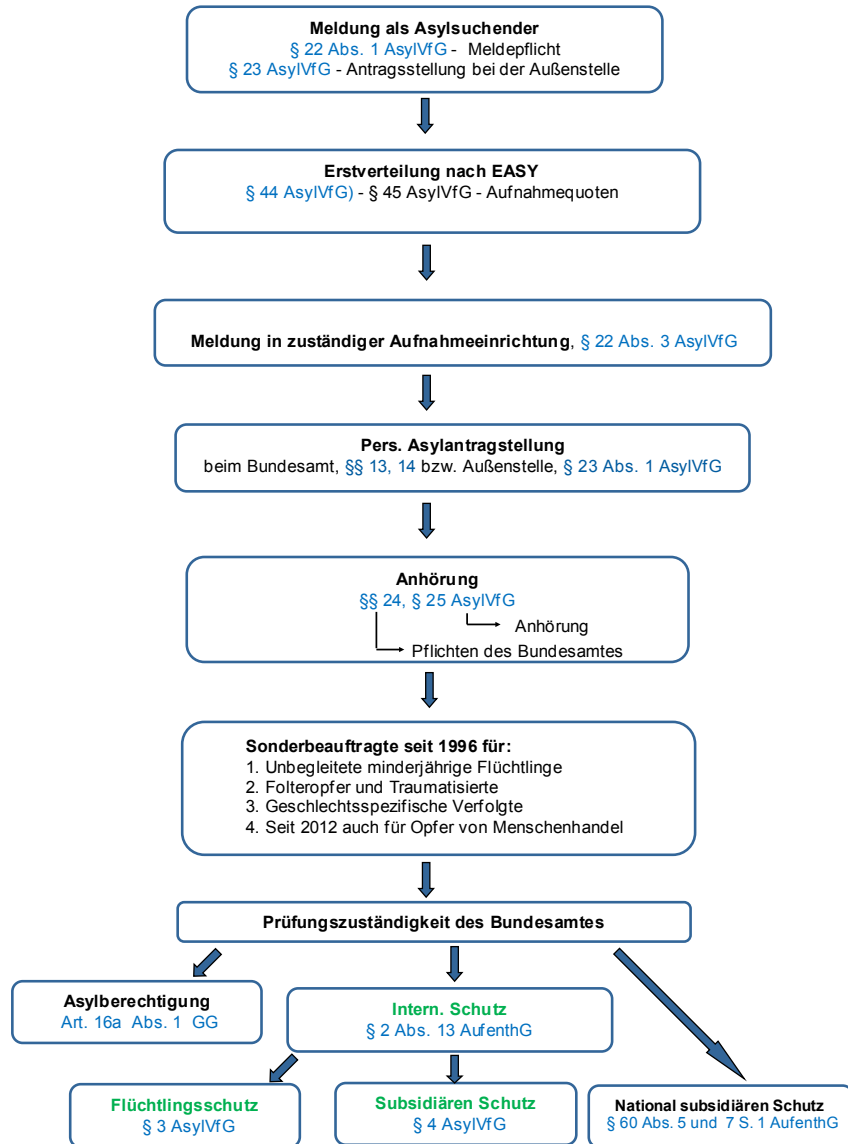 Meldung als Asylsuchender
§ 22 Abs. 1 AsylVfG - Meldepflicht
§ 23 AsylVfG - Antragsstellung bei der Außenstelle
Erstverteilung nach EASY
§ 44 AsylVfG) - § 45 AsylVfG - Aufnahmequoten
Meldung in zuständiger Aufnahmeeinrichtung, § 22 Abs. 3 AsylVfG
Pers. Asylantragstellung
beim Bundesamt, §§ 13, 14 bzw. Außenstelle, § 23 Abs. 1 AsylVfG
Anhörung
§§ 24, § 25 AsylVfG
Anhörung
Pflichten des Bundesamtes
Sonderbeauftragte seit 1996 für:
1. Unbegleitete minderjährige Flüchtlinge
2. Folteropfer und Traumatisierte
3. Geschlechtsspezifische Verfolgte
4. Seit 2012 auch für Opfer von Menschenhandel
Prüfungszuständigkeit des Bundesamtes
Asylberechtigung
Art. 16a Abs. 1 GG
Intern. Schutz
§ 2 Abs. 13 AufenthG
Flüchtlingsschutz
§ 3 AsylVfG
Subsidiären Schutz
§ 4 AsylVfG
National subsidiären Schutz
§ 60 Abs. 5 und 7 S. 1 AufenthG